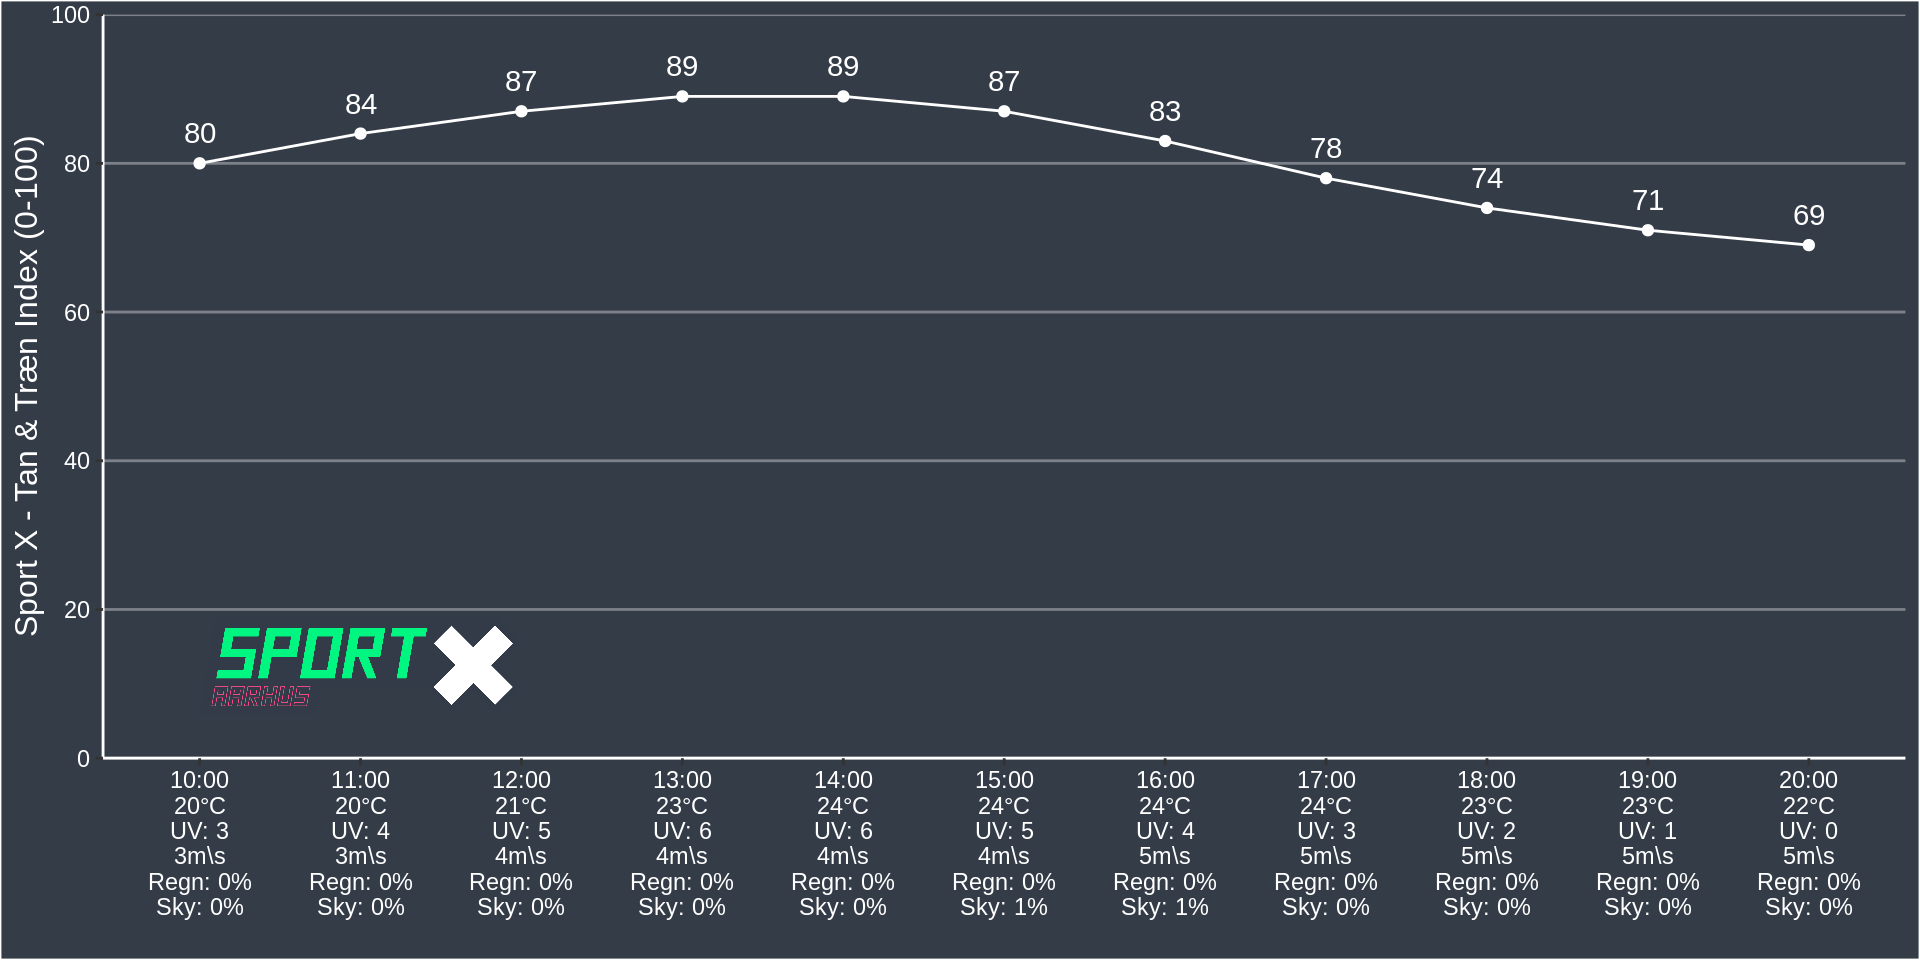 Sport X - Tan & Træn Index (0-100)
100
80
60
40
20
0
80
84
87
89
89
87
83
78
74
71
69
SPORT X
AARHUS
10:00 11:00 12:00 13:00 14:00 15:00 16:00 17:00 18:00 19:00 20:00
20°C 20°C 21°C 23°C 24°C 24°C 24°C 24°C 23°C 23°C 22°C
UV: 3 UV: 4 UV: 5 UV: 6 UV: 6 UV: 5 UV: 4 UV: 3 UV: 2 UV: 1 UV: 0
3m\s 3m\s 4m\s 4m\s 4m\s 4m\s 5m\s 5m\s 5m\s 5m\s 5m\s
Regn: 0% Regn: 0% Regn: 0% Regn: 0% Regn: 0% Regn: 0% Regn: 0% Regn: 0% Regn: 0% Regn: 0% Regn: 0%
Sky: 0% Sky: 0% Sky: 0% Sky: 0% Sky: 0% Sky: 1% Sky: 1% Sky: 0% Sky: 0% Sky: 0% Sky: 0%